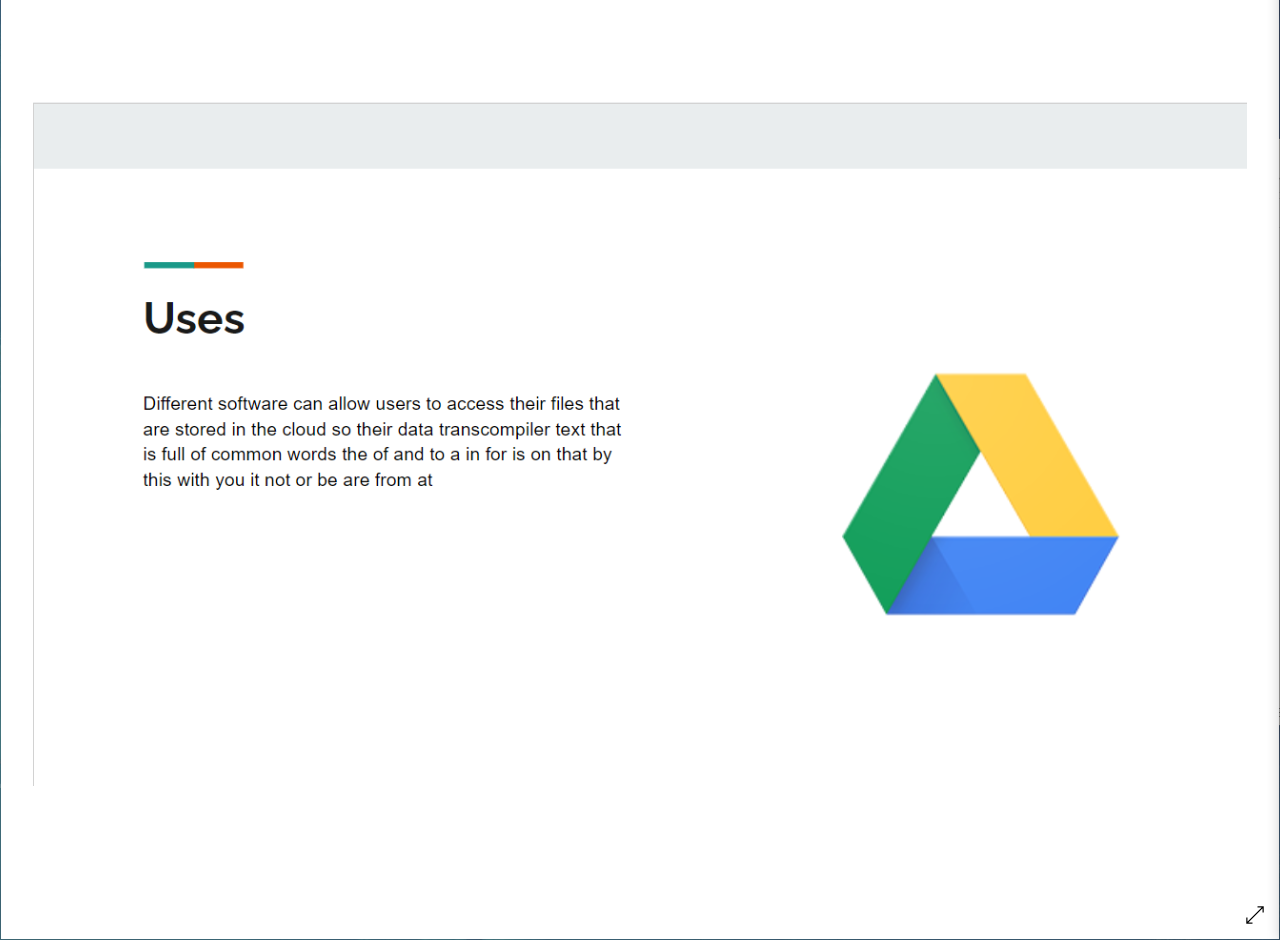 Uses
Different software can allow users to access their files that
are stored in the cloud so their data transcompiler text that
is full of common words the of and to a in for is on that by
this with you it not or be are from at